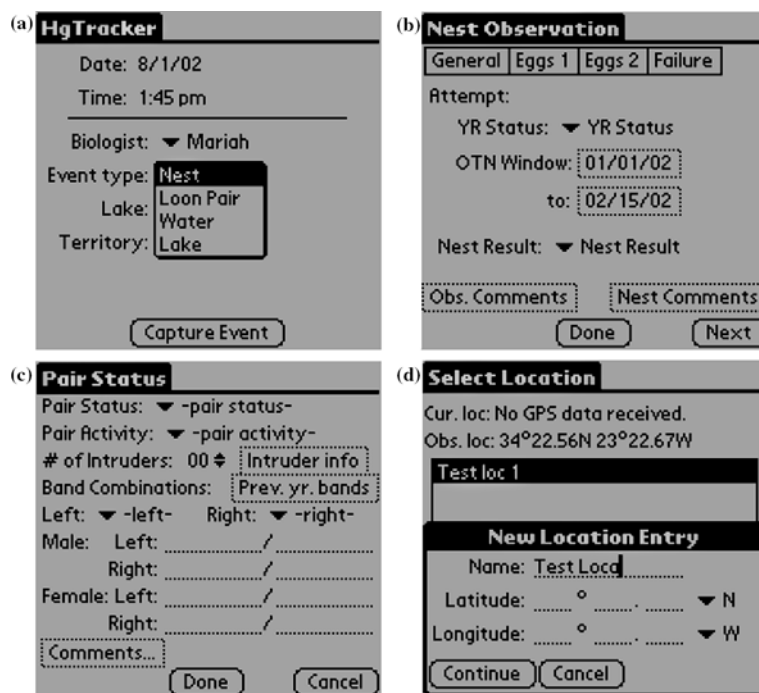 (a) HgTracker
Date: 8/1/02
Time: 1:45 pm
Biologist: Mariah
Event type: Nest
Loon Pair
Lake:
Water
Territory: Lake
Capture Event
(b) Nest Observation
General Eggs 1 Eggs 2 Failure
Attempt:
YR Status: YR Status
OTN Window: 01/01/02
to: 02/15/02
Nest Result: Nest Result
Obs. Comments Nest Comments
Done Next
(c) Pair Status
Pair Status: -pair status-
Pair Activity: -pair activity-
# of Intruders: 00 Intruder info
Band Combinations: Prev. yr. bands
Left: -left- Right: -right-
Male: Left: /
Right: /
Female: Left: /
Right: /
Comments...
Done Cancel
(d) Select Location
Cur. loc: No GPS data received.
Obs. loc: 34°22.56N 23°22.67W
Test loc 1
New Location Entry
Name: Test Loca
Latitude: ° . N
Longitude: ° . W
Continue Cancel